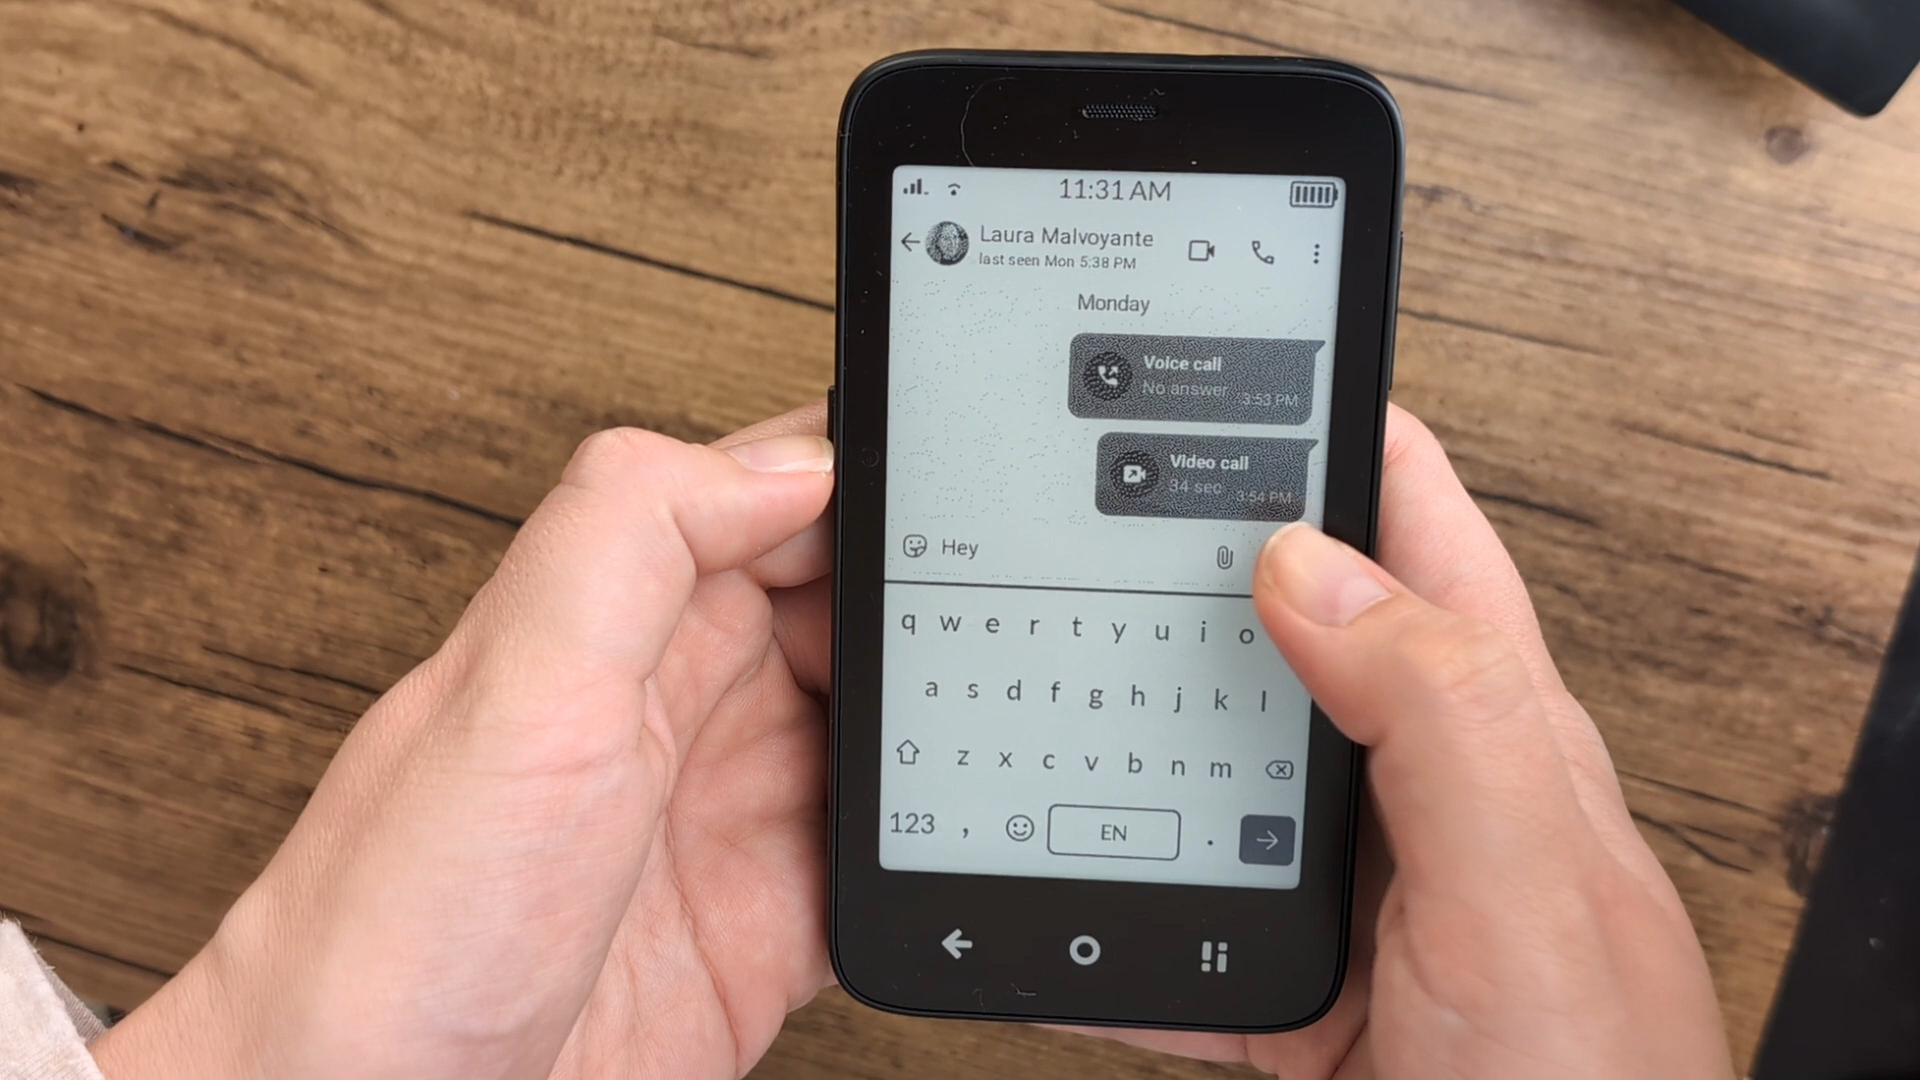 11:31 AM
Laura Malvoyante
last seen Mon 5:38 PM
Monday
Voice call
No answer 3:53 PM
Video call
34 sec 3:54 PM
Hey
q w e r t y u i o
a s d f g h j k l
z x c v b n m
123 , EN .